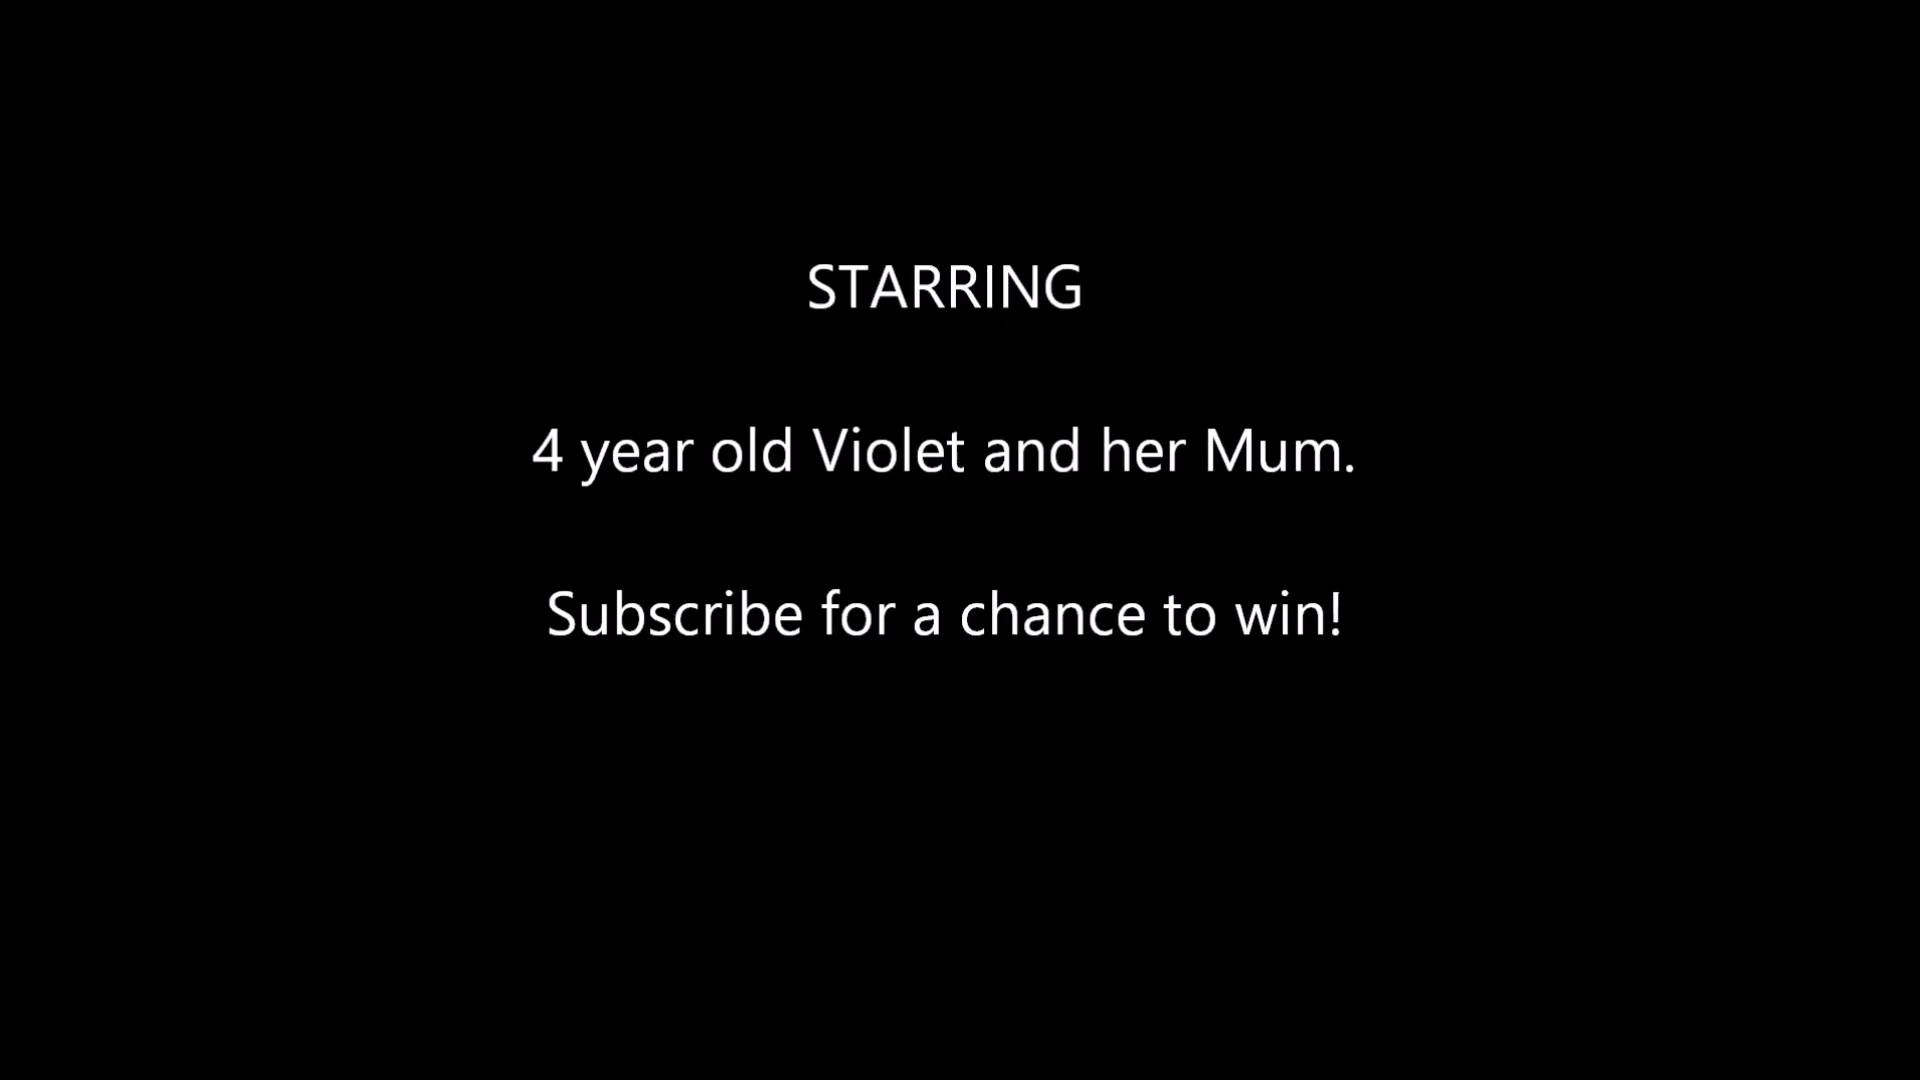 STARRING
4 year old Violet and her Mum.
Subscribe for a chance to win!